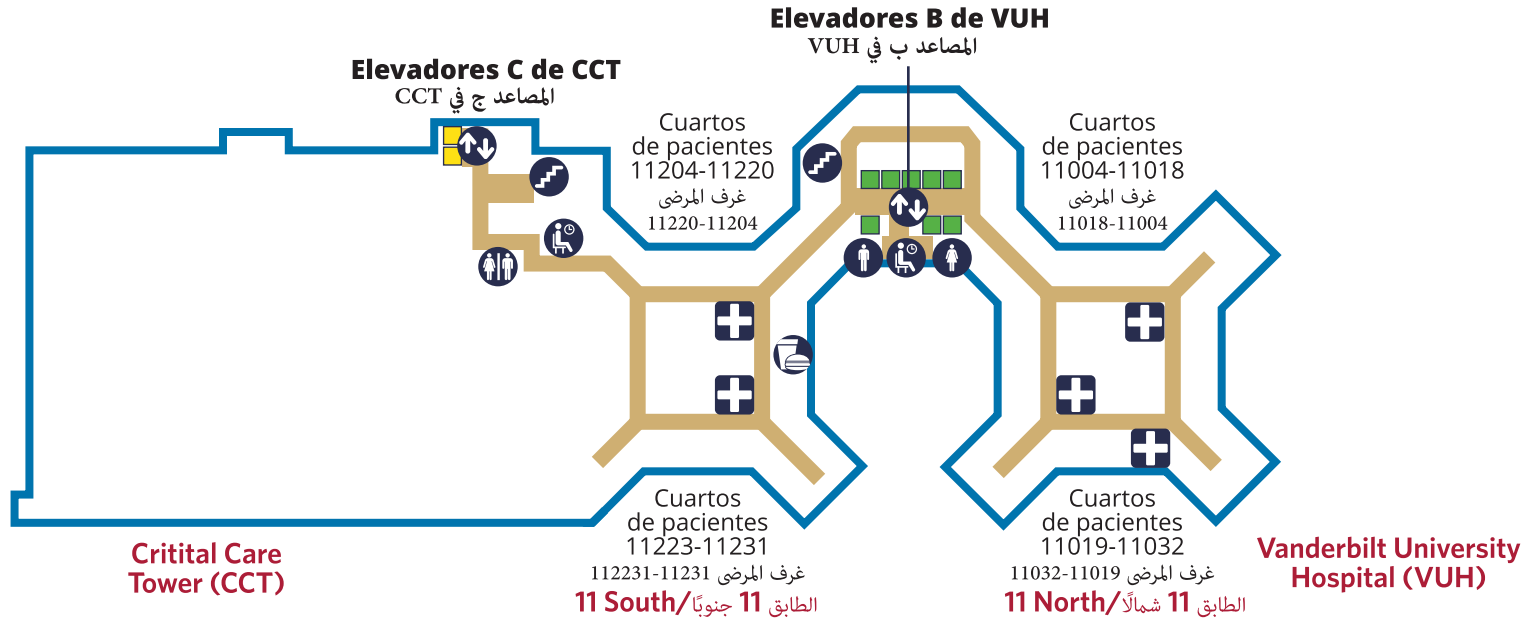 Elevadores B de VUH
المصاعد ب في VUH
Elevadores C de CCT
المصاعد ج في CCT
Cuartos
de pacientes
11204-11220
غرف المرضى
11220-11204
Cuartos
de pacientes
11004-11018
غرف المرضى
11018-11004
Cuartos
de pacientes
11223-11231
غرف المرضى 11231-112231
11 South/الطابق 11 جنوبًا
Cuartos
de pacientes
11019-11032
غرف المرضى 11019-11032
11 North/الطابق 11 شمالًا
Critital Care
Tower (CCT)
Vanderbilt University
Hospital (VUH)